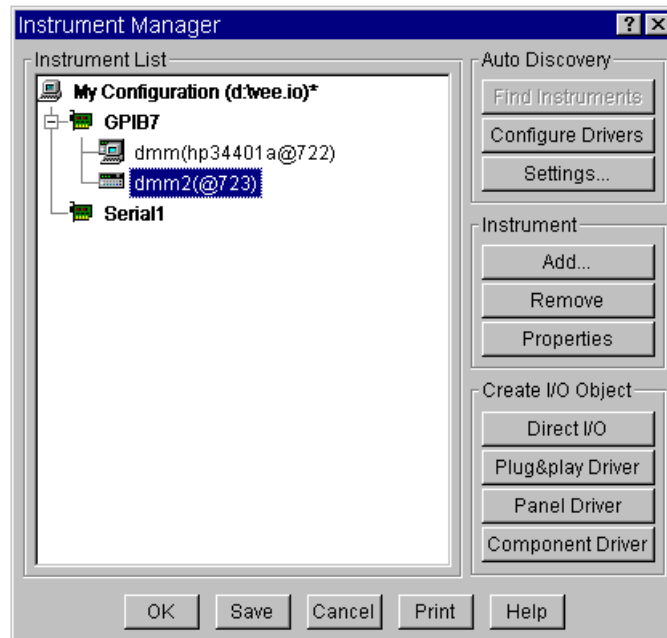 Instrument Manager
Instrument List
My Configuration (d:\vee.io)*
GPIB7
dmm(hp34401a@722)
dmm2(@723)
Serial1
Auto Discovery
Find Instruments
Configure Drivers
Settings...
Instrument
Add...
Remove
Properties
Create I/O Object
Direct I/O
Plug&play Driver
Panel Driver
Component Driver
OK Save Cancel Print Help